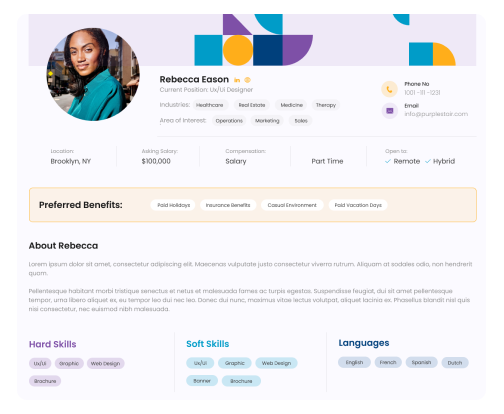 Rebecca Eason
Current Position: Ux/UI Designer
Industries: Healthcare Real Estate Medicine Therapy
Area of Interest: Operations Marketing Sales
Phone No
1001 -91 -1231
Email
info@purplestair.com
Location: Asking Salary: Compensation: Open to:
Brooklyn, NY $100,000 Salary Part Time Remote Hybrid
Preferred Benefits: Paid Holidays Insurance Benefits Casual Environment Paid Vacation Days
About Rebecca
Lorem ipsum dolor sit amet, consectetur adipiscing elit. Maecenas vulputate justo consectetur viverra rutrum. Aliquam at sodales odio, non hendrerit
quam.
Pellentesque habitant morbi tristique senectus et netus et malesuada fames ac turpis egestas. Suspendisse feugiat, dui sit amet pellentesque
tempor, urna libero aliquet ex, eu tempor leo dui nec leo. Donec dui nunc, maximus vitae lectus volutpat, aliquet lacinia ex. Phasellus blandit quis
nisi consectetur, nec euismod nibh malesuada.
Hard Skills
Ux/UI Graphic Web Design
Brochure
Soft Skills
Ux/UI Graphic Web Design
Banner Brochure
Languages
English French Spanish Dutch